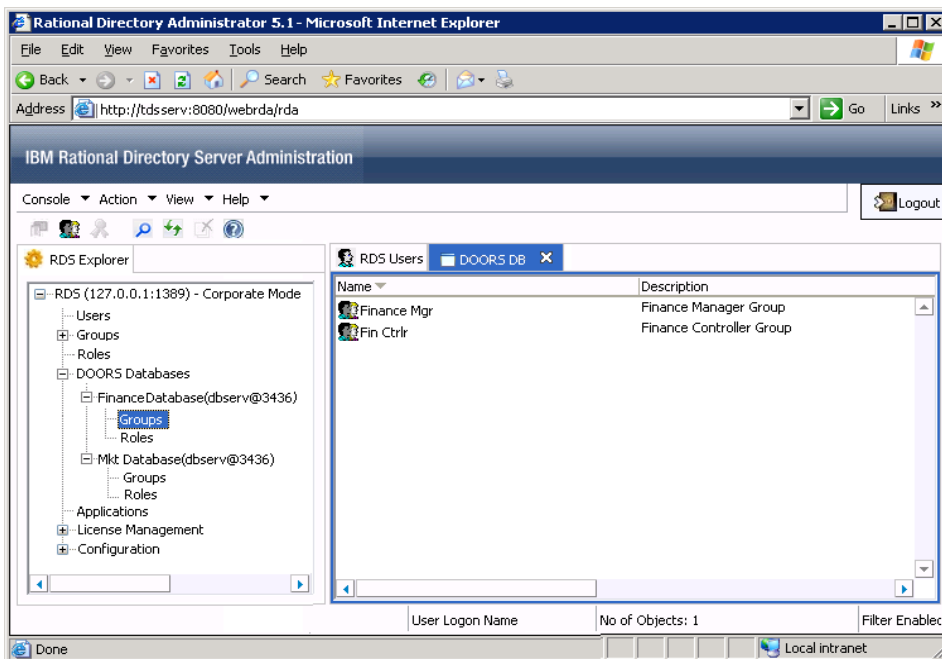 Rational Directory Administrator 5.1 - Microsoft Internet Explorer
File Edit View Favorites Tools Help
Back Search Favorites
Address http://tdsserv:8080/webrda/rda Go Links »
IBM Rational Directory Server Administration
Console Action View Help Logout
RDS Explorer
RDS (127.0.0.1:1389) - Corporate Mode
Users
Groups
Roles
DOORS Databases
FinanceDatabase(dbserv@3436)
Groups
Roles
Mkt Database(dbserv@3436)
Groups
Roles
Applications
License Management
Configuration
RDS Users DOORS DB
Name Description
Finance Mgr Finance Manager Group
Fin Ctrlr Finance Controller Group
User Logon Name No of Objects: 1 Filter Enabled
Done Local intranet